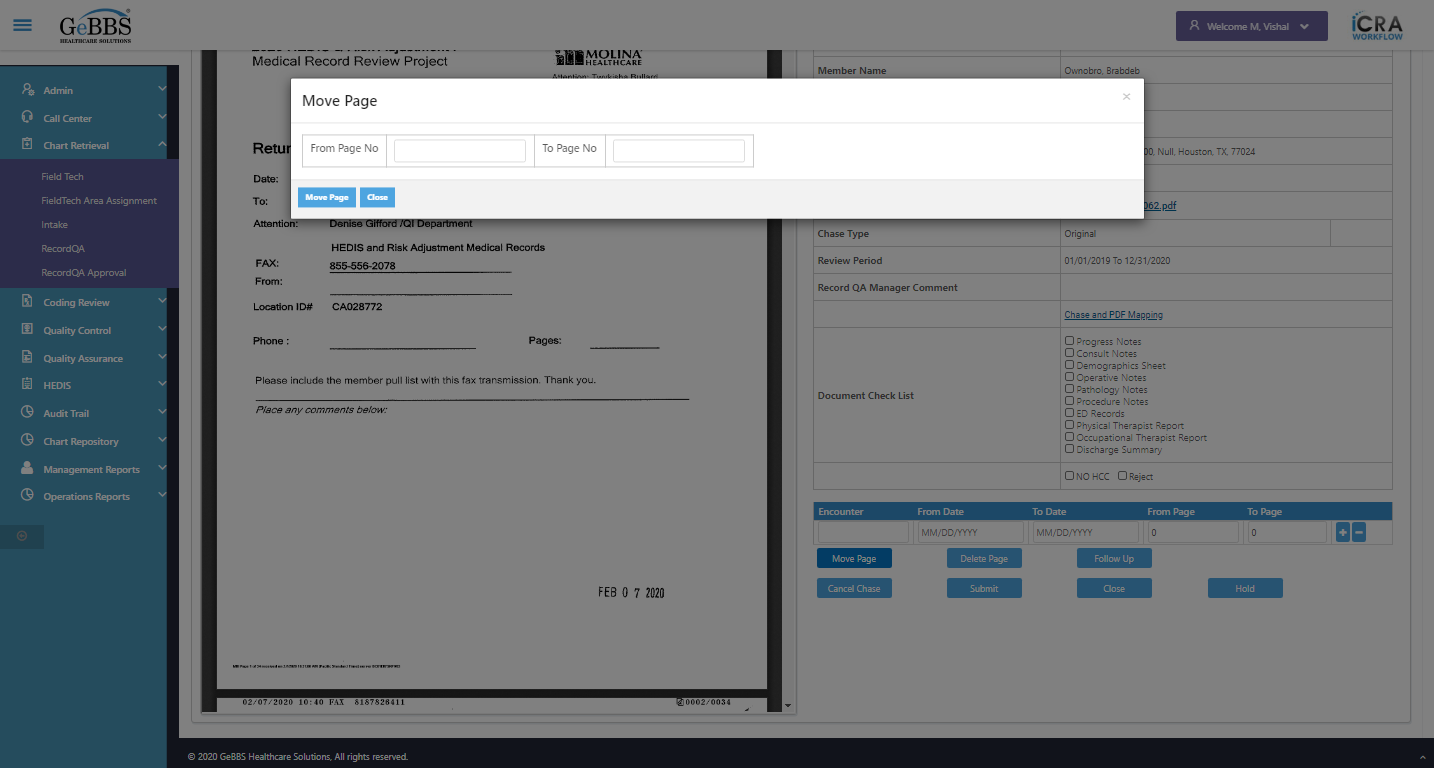 GeBBS
HEALTHCARE SOLUTIONS
Welcome M, Vishal
iCRA
WORKFLOW
Admin
Call Center
Chart Retrieval
Field Tech
FieldTech Area Assignment
Intake
RecordQA
RecordQA Approval
Coding Review
Quality Control
Quality Assurance
HEDIS
Audit Trail
Chart Repository
Management Reports
Operations Reports
Medical Record Review Project
MOLINA
HEALTHCARE
Move Page
×
From Page No
To Page No
Move Page
Close
Retur
Date:
To:
Attention: Denise Gifford /QI Department
HEDIS and Risk Adjustment Medical Records
FAX: 855-556-2078
From:
Location ID# CA028772
Phone :
Pages:
Please include the member pull list with this fax transmission. Thank you.
Place any comments below:
FEB 0 7 2020
02/07/2020 10:40 FAX 8187826411
0002/0034
Member Name Ownobro, Brabdeb
00, Null, Houston, TX, 77024
062.pdf
Chase Type Original
Review Period 01/01/2019 To 12/31/2020
Record QA Manager Comment
Chase and PDF Mapping
Document Check List
Progress Notes
Consult Notes
Demographics Sheet
Operative Notes
Pathology Notes
Procedure Notes
ED Records
Physical Therapist Report
Occupational Therapist Report
Discharge Summary
NO HCC Reject
Encounter From Date To Date From Page To Page
MM/DD/YYYY MM/DD/YYYY 0 0
Move Page Delete Page Follow Up
Cancel Chase Submit Close Hold
© 2020 GeBBS Healthcare Solutions, All rights reserved.